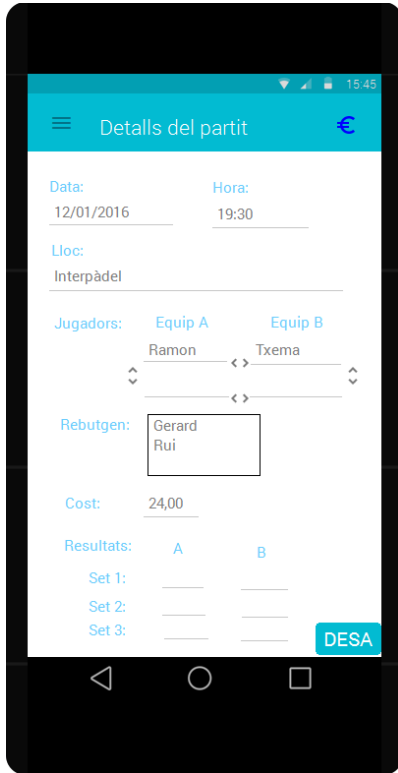 15:45
Detalls del partit €
Data: Hora:
12/01/2016 19:30
Lloc:
Interpàdel
Jugadors: Equip A Equip B
Ramon < > Txema
< >
Rebutgen: Gerard
Rui
Cost: 24,00
Resultats: A B
Set 1:
Set 2:
Set 3:
DESA